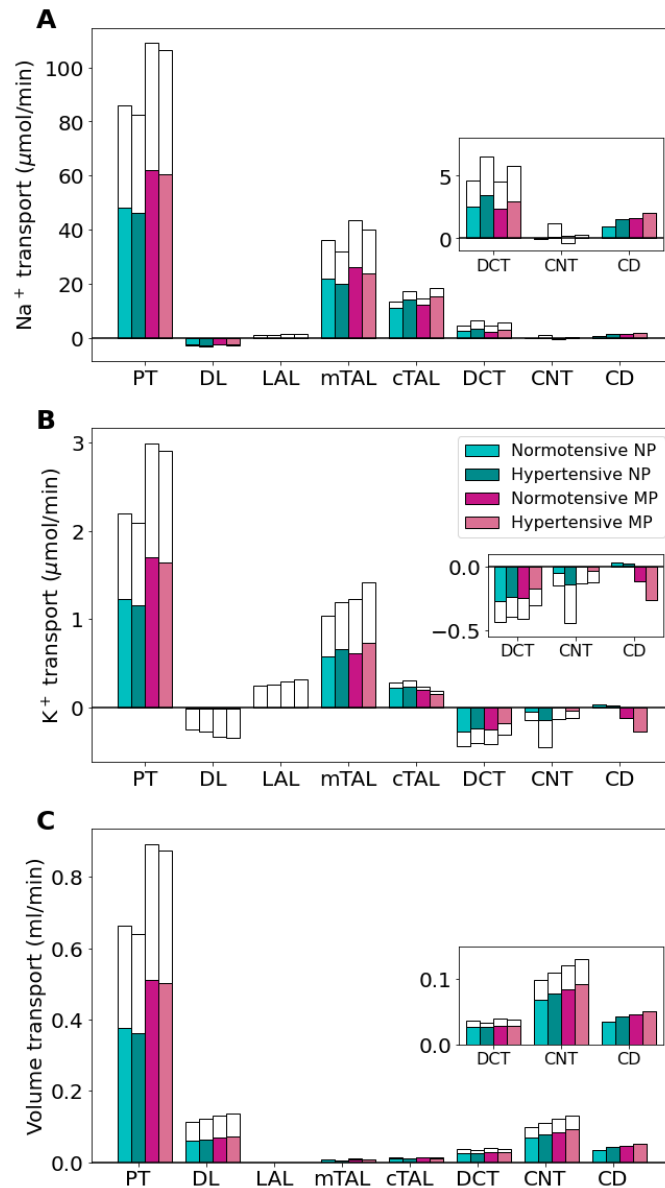 A
Na⁺ transport (μmol/min)
100
80
60
40
20
0
5
0
DCT CNT CD
PT DL LAL mTAL cTAL DCT CNT CD
B
K⁺ transport (μmol/min)
3
2
1
0
Normotensive NP
Hypertensive NP
Normotensive MP
Hypertensive MP
0.0
−0.5
DCT CNT CD
PT DL LAL mTAL cTAL DCT CNT CD
C
Volume transport (ml/min)
0.8
0.6
0.4
0.2
0.0
0.1
0.0
DCT CNT CD
PT DL LAL mTAL cTAL DCT CNT CD